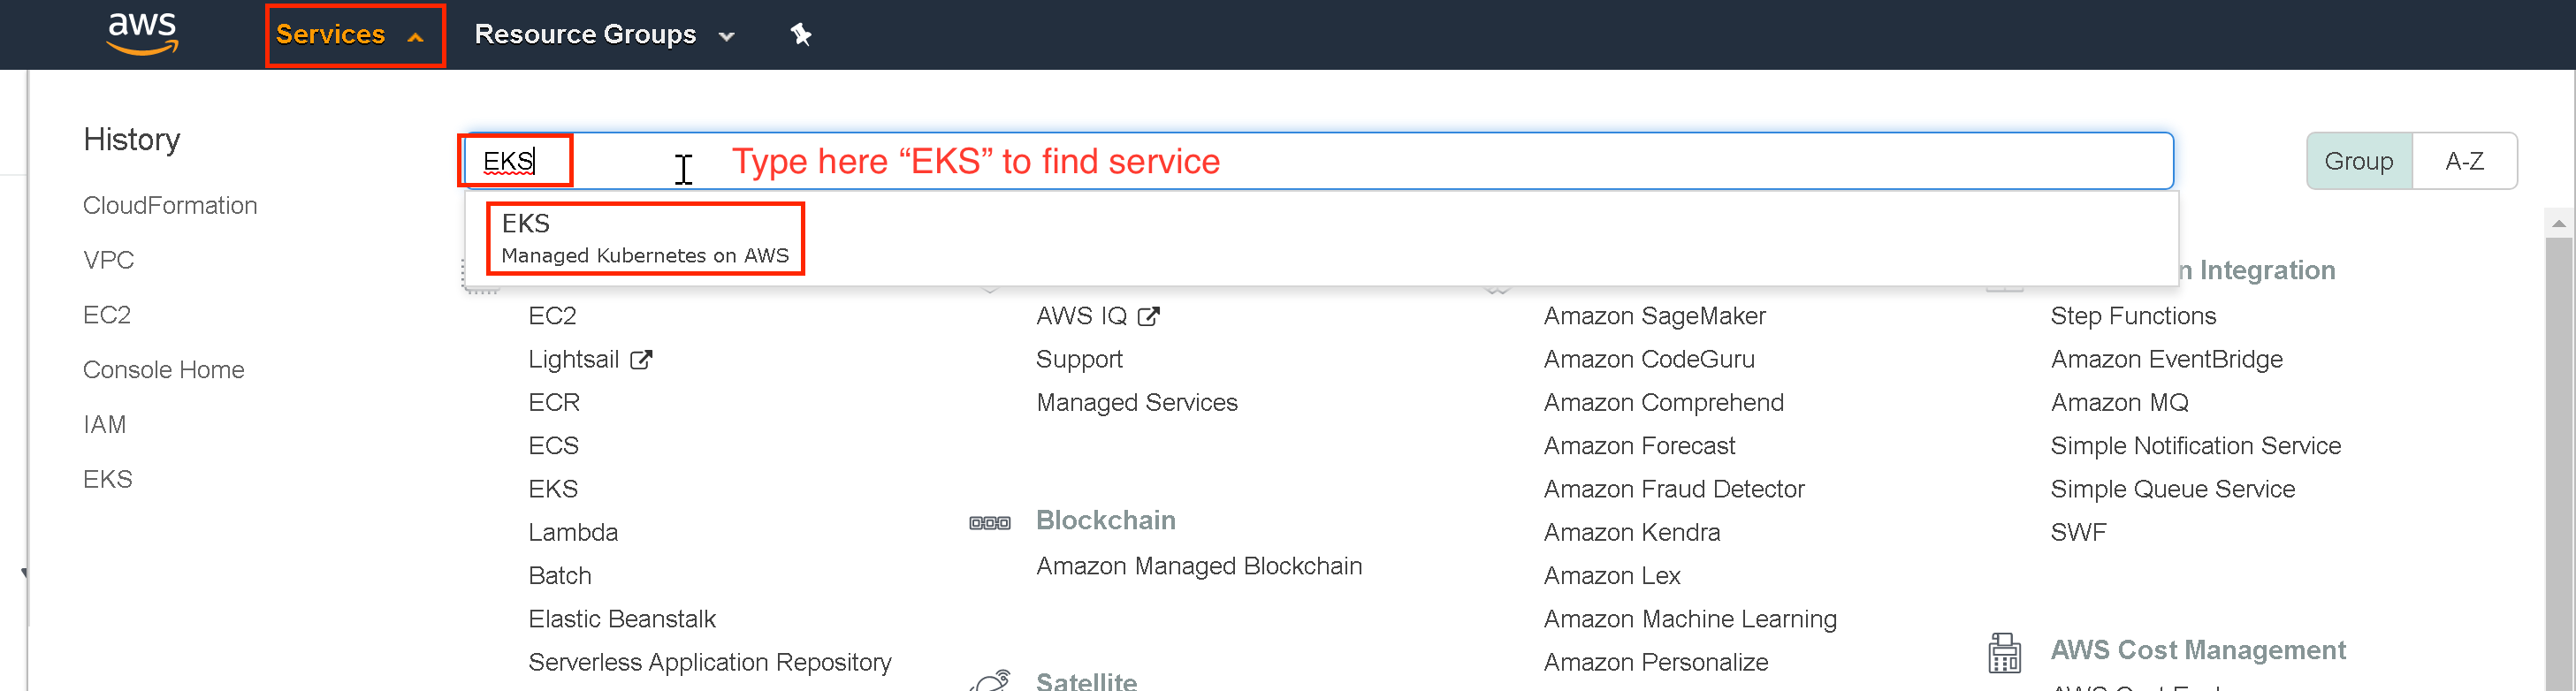 aws
Services
Resource Groups
History
CloudFormation
VPC
EC2
Console Home
IAM
EKS
EKS
Type here “EKS” to find service
Group
A-Z
EKS
Managed Kubernetes on AWS
EC2
Lightsail
ECR
ECS
EKS
Lambda
Batch
Elastic Beanstalk
Serverless Application Repository
AWS IQ
Support
Managed Services
Blockchain
Amazon Managed Blockchain
Satellite
Amazon SageMaker
Amazon CodeGuru
Amazon Comprehend
Amazon Forecast
Amazon Fraud Detector
Amazon Kendra
Amazon Lex
Amazon Machine Learning
Amazon Personalize
n Integration
Step Functions
Amazon EventBridge
Amazon MQ
Simple Notification Service
Simple Queue Service
SWF
AWS Cost Management